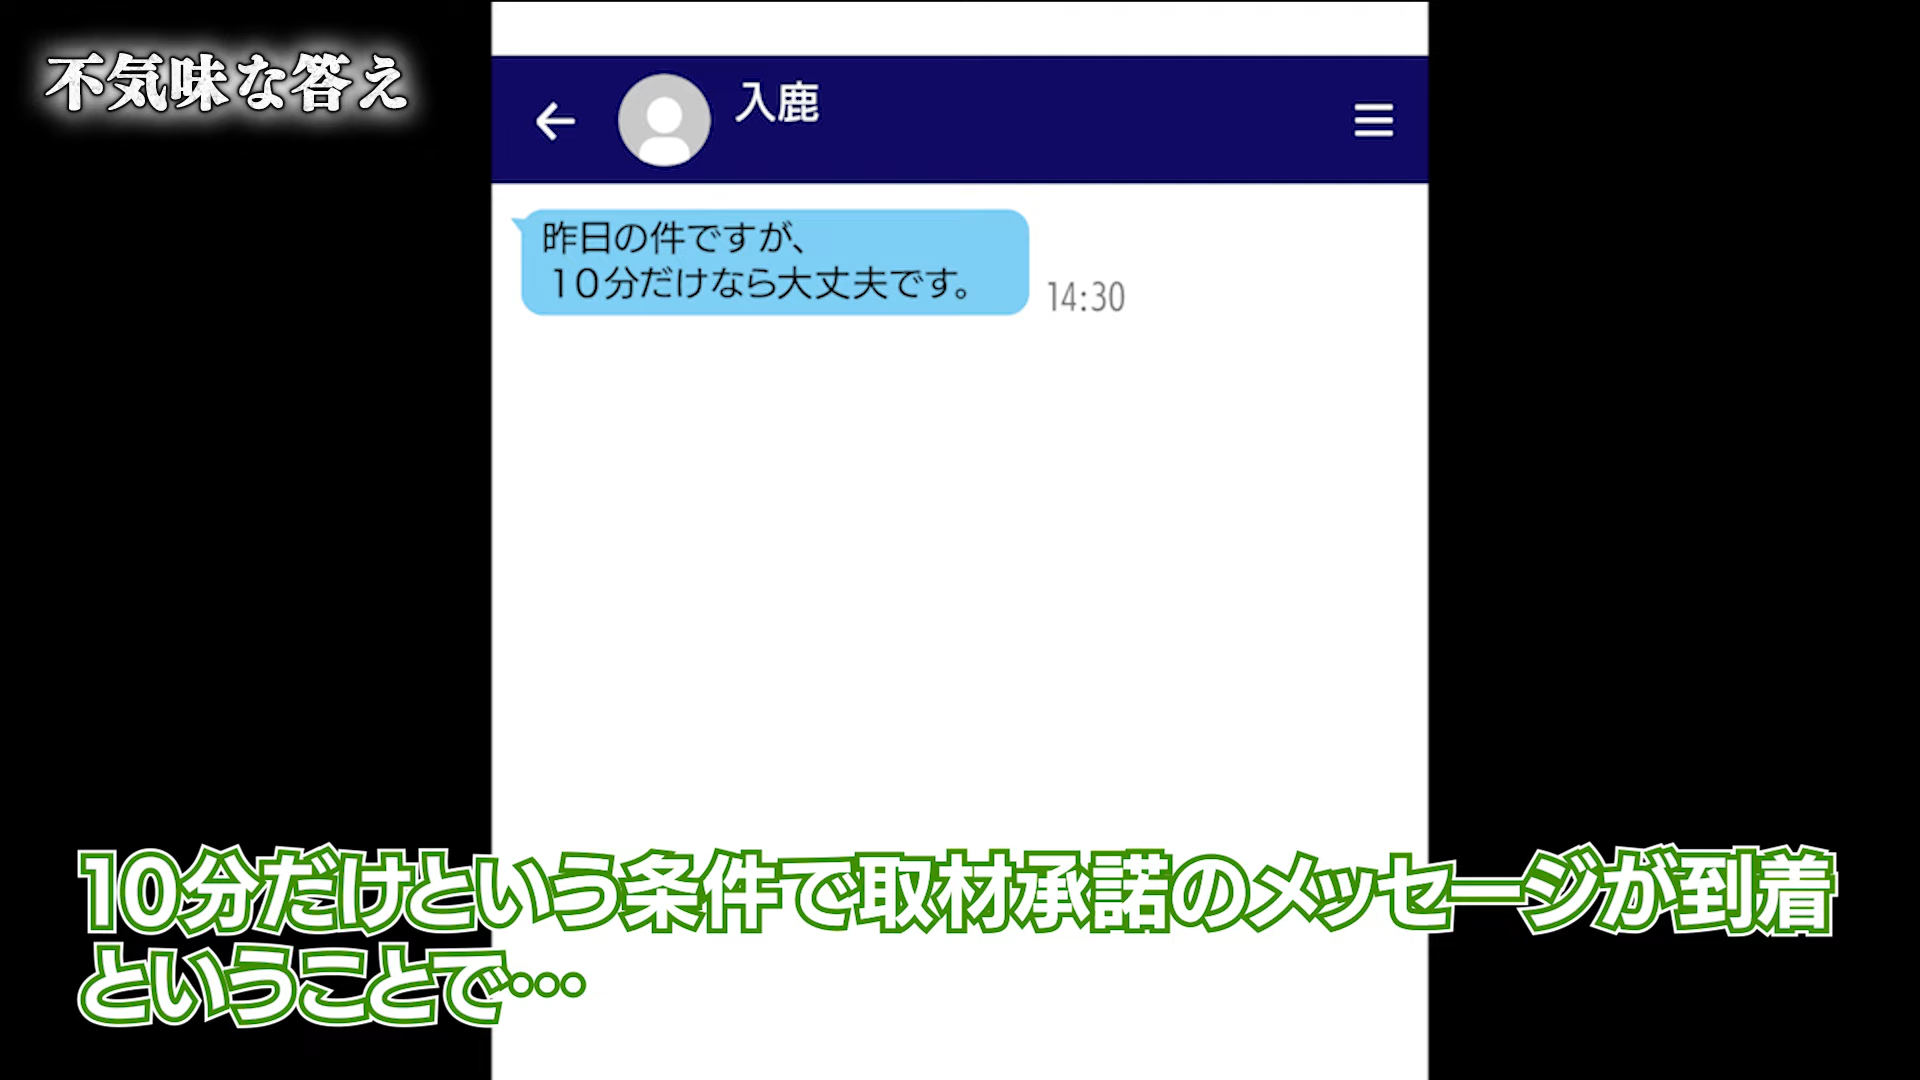 不気味な答え
入鹿
昨日の件ですが、
10分だけなら大丈夫です。
14:30
10分だけという条件で取材承諾のメッセージが到着
ということで…